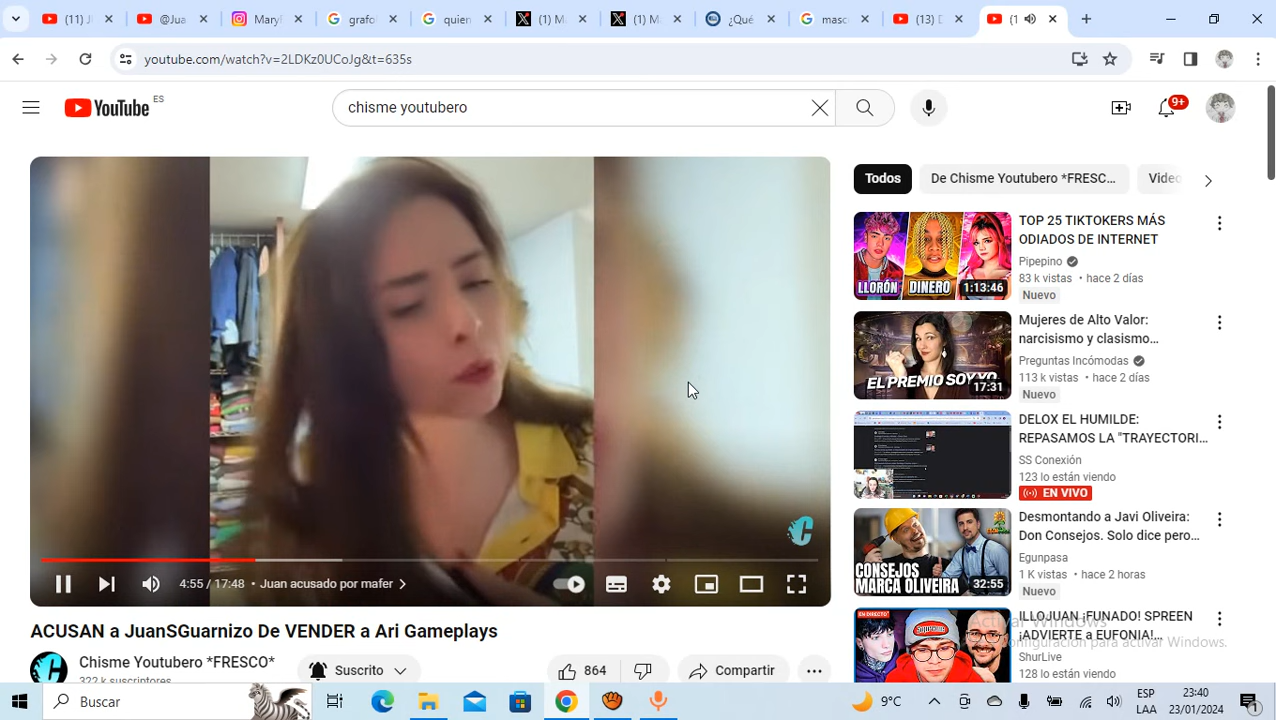 (1)
@Jua
Mary
grafo
quien
(1) M
(1) M
¿Qui
masc
(13) D
(1
youtube.com/watch?v=2LDKz0UCoJg&t=635s
YouTube
ES
chisme youtubero
9+
4:55 / 17:48 • Juan acusado por mafer
ACUSAN a JuanSGuarnizo De VENDER a Ari Gameplays
Chisme Youtubero *FRESCO*
322 k suscriptores
Suscrito
864
Compartir
Todos
De Chisme Youtubero *FRESC...
Video
LLORÓN
DINERO
1:13:46
TOP 25 TIKTOKERS MÁS
ODIADOS DE INTERNET
Pipepino
83 k vistas • hace 2 días
Nuevo
EL PREMIO SOY YO
17:31
Mujeres de Alto Valor:
narcisismo y clasismo…
Preguntas Incómodas
113 k vistas • hace 2 días
Nuevo
DELOX EL HUMILDE:
REPASAMOS LA "TRAYECTORI…
SS Conexión
123 lo están viendo
EN VIVO
CONSEJOS
MARCA OLIVEIRA
32:55
Desmontando a Javi Oliveira:
Don Consejos. Solo dice pero…
Egunpasa
1 K vistas • hace 2 horas
Nuevo
EN DIRECTO
ILLOJUAN ¡FUNADO! SPREEN
¡ADVIERTE a EUFONIA!…
ShurLive
128 lo están viendo
Activar Windows
Configuración para activar Windows.
Buscar
9°C
ESP
LAA
23:40
23/01/2024
1